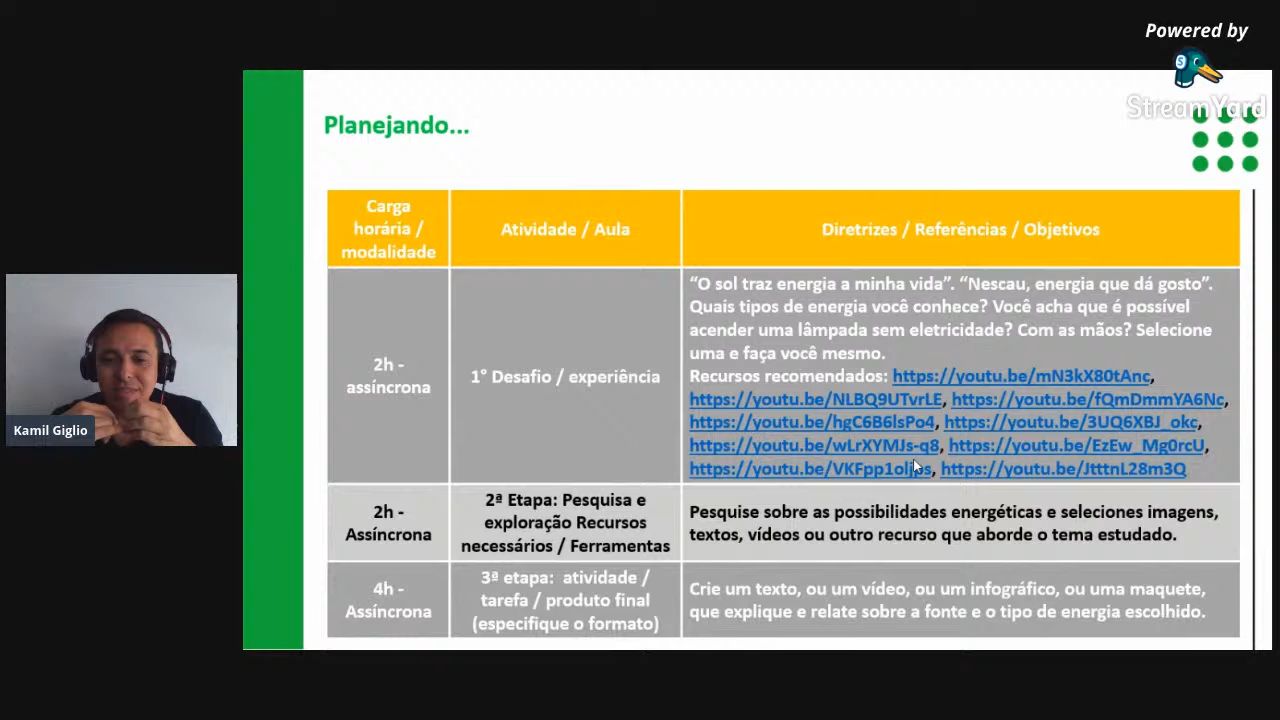 Powered by
StreamYard
Planejando...
Carga
horária /
modalidade
Atividade / Aula
Diretrizes / Referências / Objetivos
2h -
assíncrona
1° Desafio / experiência
“O sol traz energia a minha vida”. “Nescau, energia que dá gosto”.
Quais tipos de energia você conhece? Você acha que é possível
acender uma lâmpada sem eletricidade? Com as mãos? Selecione
uma e faça você mesmo.
Recursos recomendados: https://youtu.be/mN3kX80tAnc,
https://youtu.be/NLBQ9UTvrLE, https://youtu.be/fQmDmmYA6Nc,
https://youtu.be/hgC6B6lsPo4, https://youtu.be/3UQ6XBJ_okc,
https://youtu.be/wLrXYMJs-q8, https://youtu.be/EzEw_Mg0rcU,
https://youtu.be/JtttnL28m3Q
2h -
Assíncrona
2ª Etapa: Pesquisa e
exploração Recursos
necessários / Ferramentas
Pesquise sobre as possibilidades energéticas e seleciones imagens,
textos, vídeos ou outro recurso que aborde o tema estudado.
4h -
Assíncrona
3ª etapa: atividade /
tarefa / produto final
(especifique o formato)
Crie um texto, ou um vídeo, ou um infográfico, ou uma maquete,
que explique e relate sobre a fonte e o tipo de energia escolhido.
Kamil Giglio